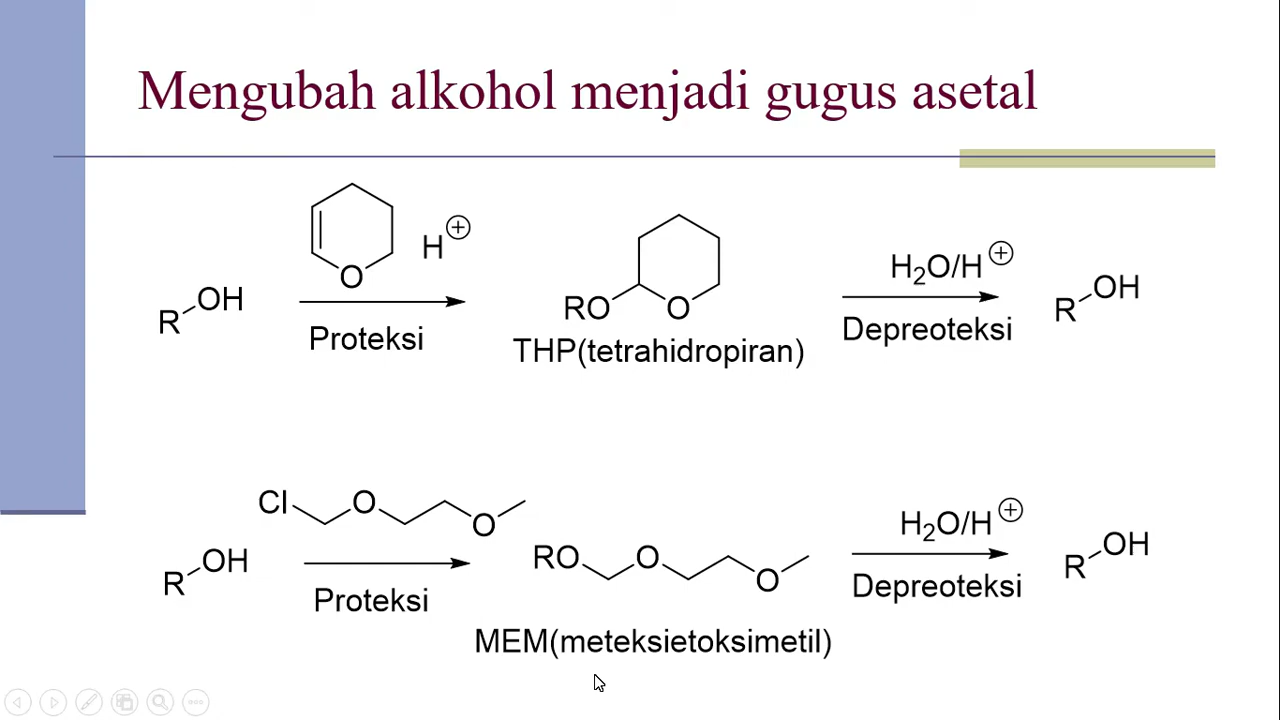 Mengubah alkohol menjadi gugus asetal
O
H⊕
R OH
Proteksi
RO O
THP(tetrahidropiran)
H₂O/H⊕
Depreoteksi
R OH
Cl O O
R OH
Proteksi
RO O O
MEM(meteksietoksimetil)
H₂O/H⊕
Depreoteksi
R OH